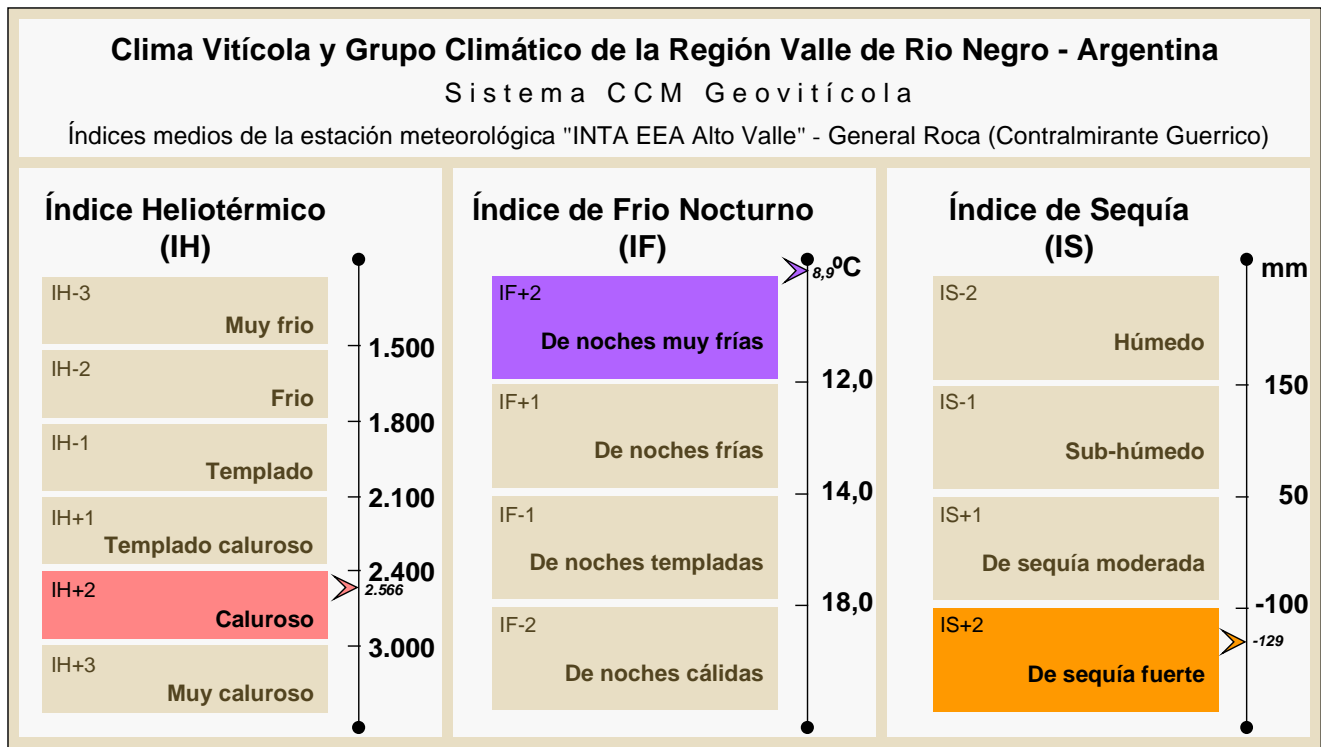 Clima Vitícola y Grupo Climático de la Región Valle de Rio Negro - Argentina
Sistema CCM Geovitícola
Índices medios de la estación meteorológica "INTA EEA Alto Valle" - General Roca (Contralmirante Guerrico)
Índice Heliotérmico
(IH)
IH-3
Muy frio
1.500
IH-2
Frio
1.800
IH-1
Templado
2.100
IH+1
Templado caluroso
2.400
IH+2
2.566
Caluroso
3.000
IH+3
Muy caluroso
Índice de Frio Nocturno
(IF)
8,9
ºC
IF+2
De noches muy frías
12,0
IF+1
De noches frías
14,0
IF-1
De noches templadas
18,0
IF-2
De noches cálidas
Índice de Sequía
(IS)
mm
IS-2
Húmedo
150
IS-1
Sub-húmedo
50
IS+1
De sequía moderada
-100
IS+2
-129
De sequía fuerte